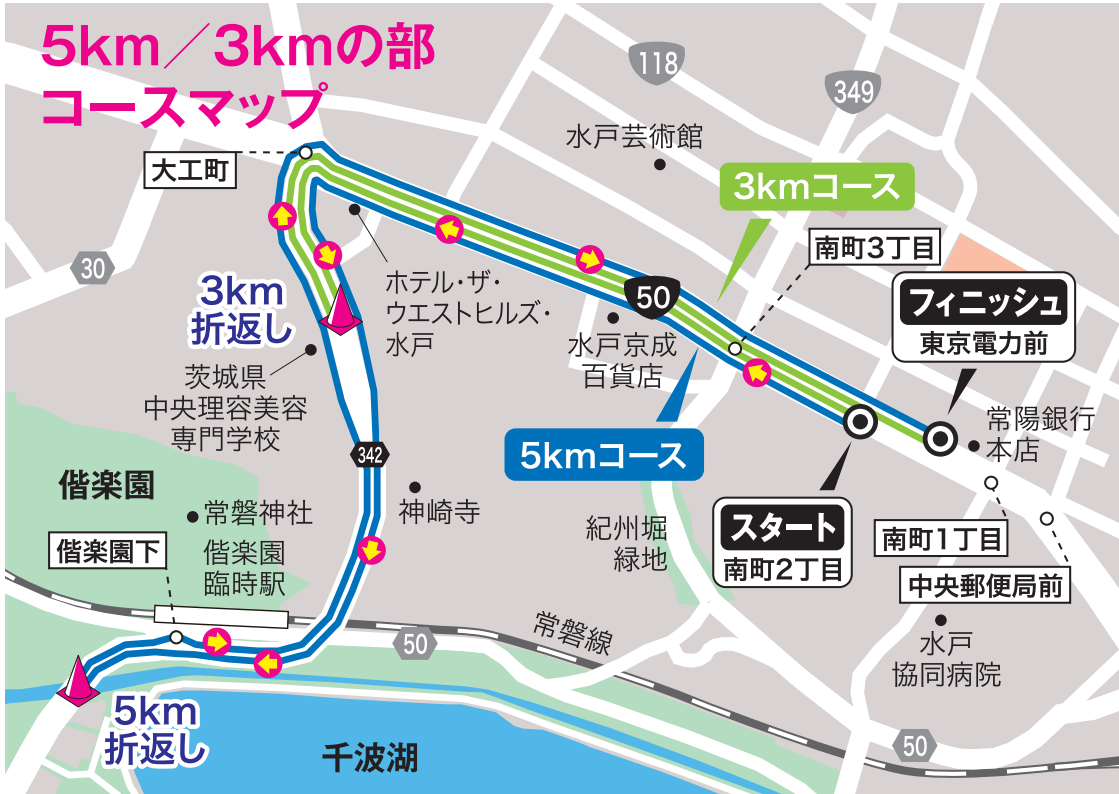 5km／3kmの部
コースマップ
118
349
水戸芸術館
大工町
3kmコース
南町3丁目
30
ホテル・ザ・
ウエストヒルズ・
水戸
3km
折返し
50
フィニッシュ
東京電力前
水戸京成
百貨店
茨城県
中央理容美容
専門学校
常陽銀行
本店
5kmコース
342
偕楽園
常磐神社
神崎寺
スタート
南町2丁目
紀州堀
緑地
南町1丁目
偕楽園下
偕楽園
臨時駅
中央郵便局前
常磐線
50
水戸
協同病院
5km
折返し
千波湖
50